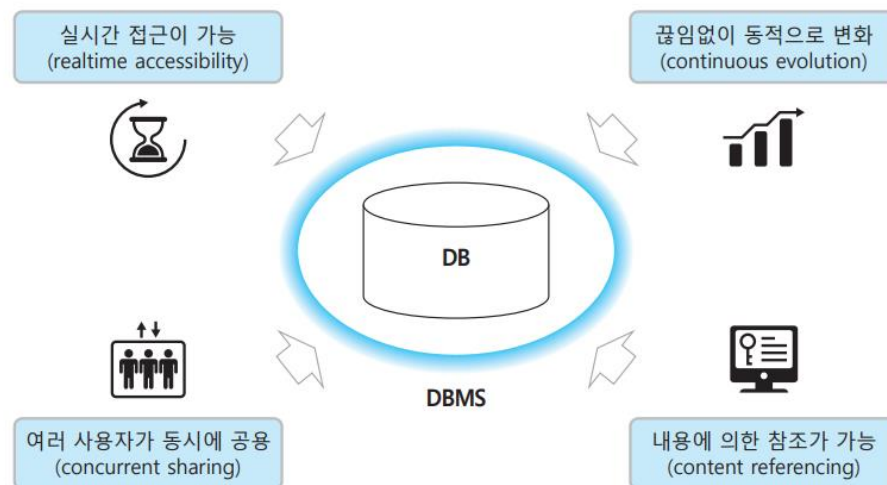 실시간 접근이 가능
(realtime accessibility)
끊임없이 동적으로 변화
(continuous evolution)
DB
DBMS
여러 사용자가 동시에 공용
(concurrent sharing)
내용에 의한 참조가 가능
(content referencing)